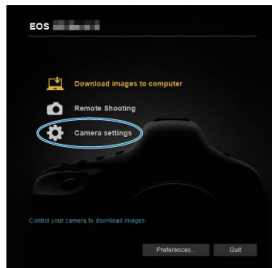 EOS
Download images to computer
Remote Shooting
Camera settings
Control your camera to download images.
Preferences...
Quit